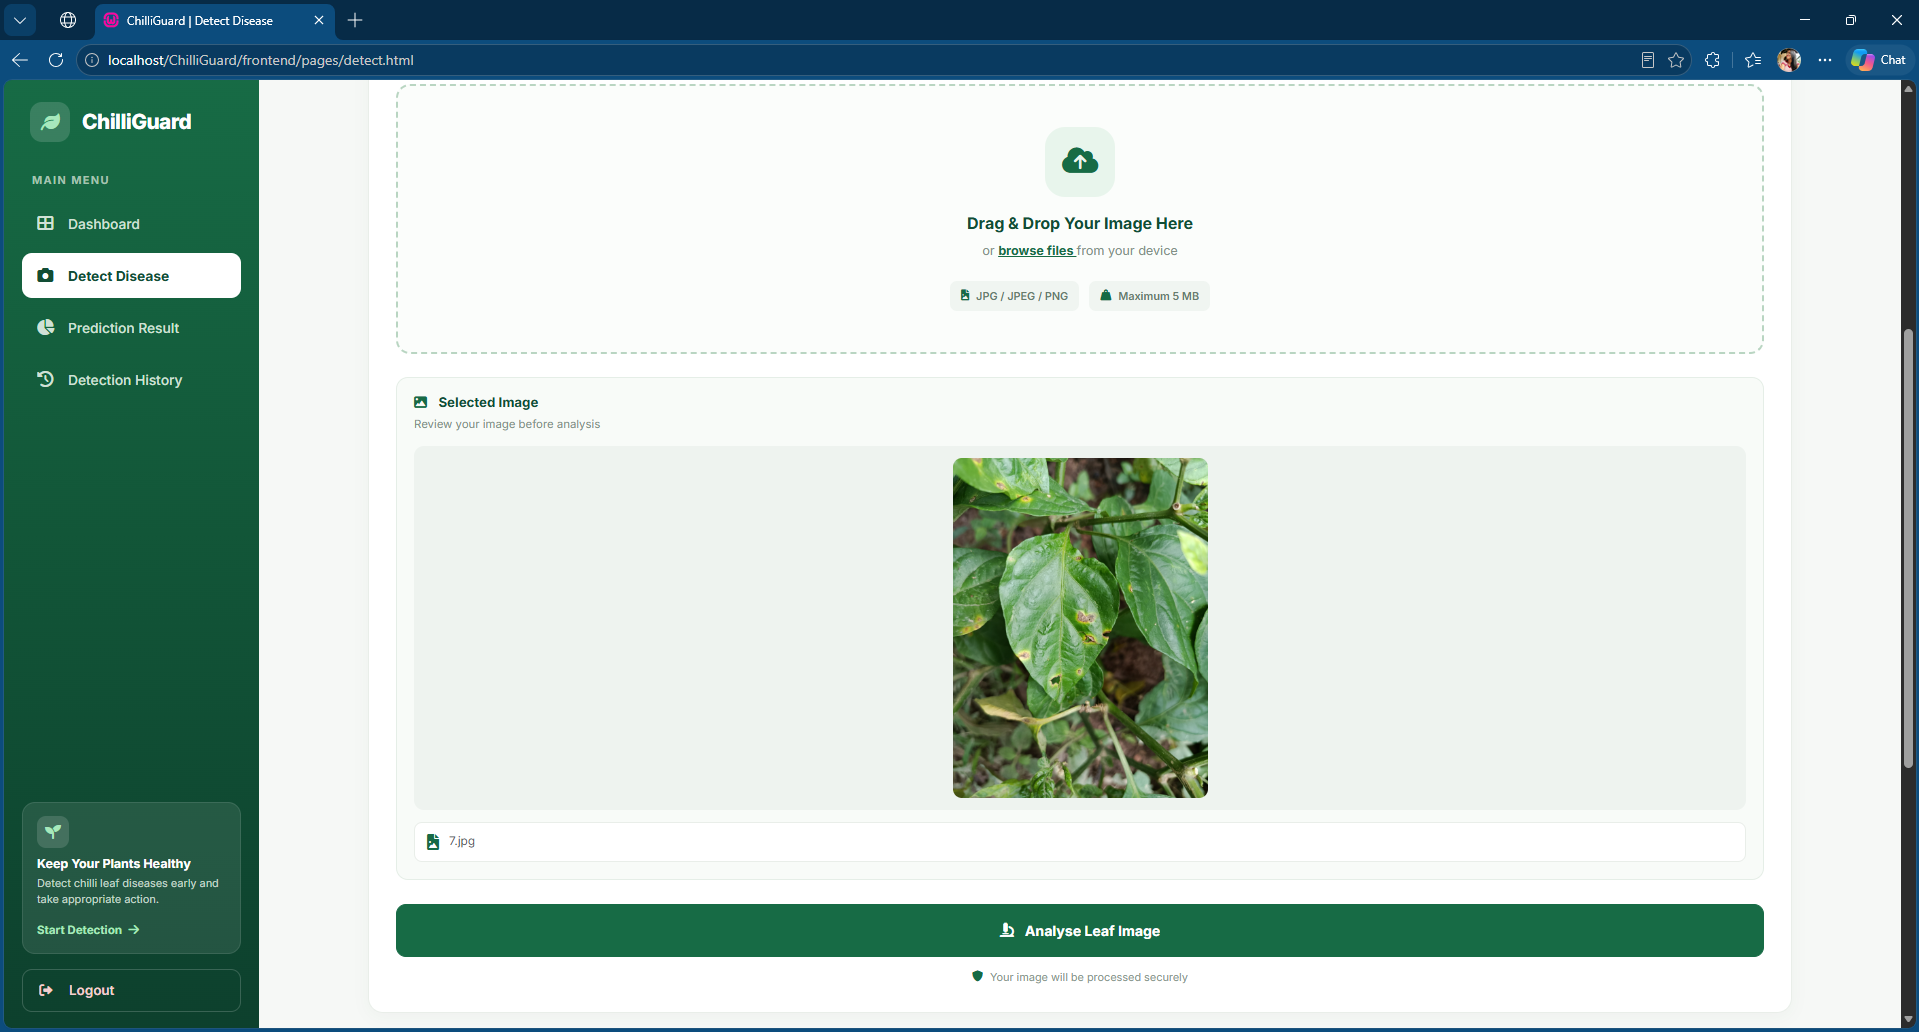 ChilliGuard | Detect Disease
localhost/ChilliGuard/frontend/pages/detect.html
Chat
ChilliGuard
MAIN MENU
Dashboard
Detect Disease
Prediction Result
Detection History
Keep Your Plants Healthy
Detect chilli leaf diseases early and
take appropriate action.
Start Detection →
Logout
Drag & Drop Your Image Here
or browse files from your device
JPG / JPEG / PNG
Maximum 5 MB
Selected Image
Review your image before analysis
7.jpg
Analyse Leaf Image
Your image will be processed securely